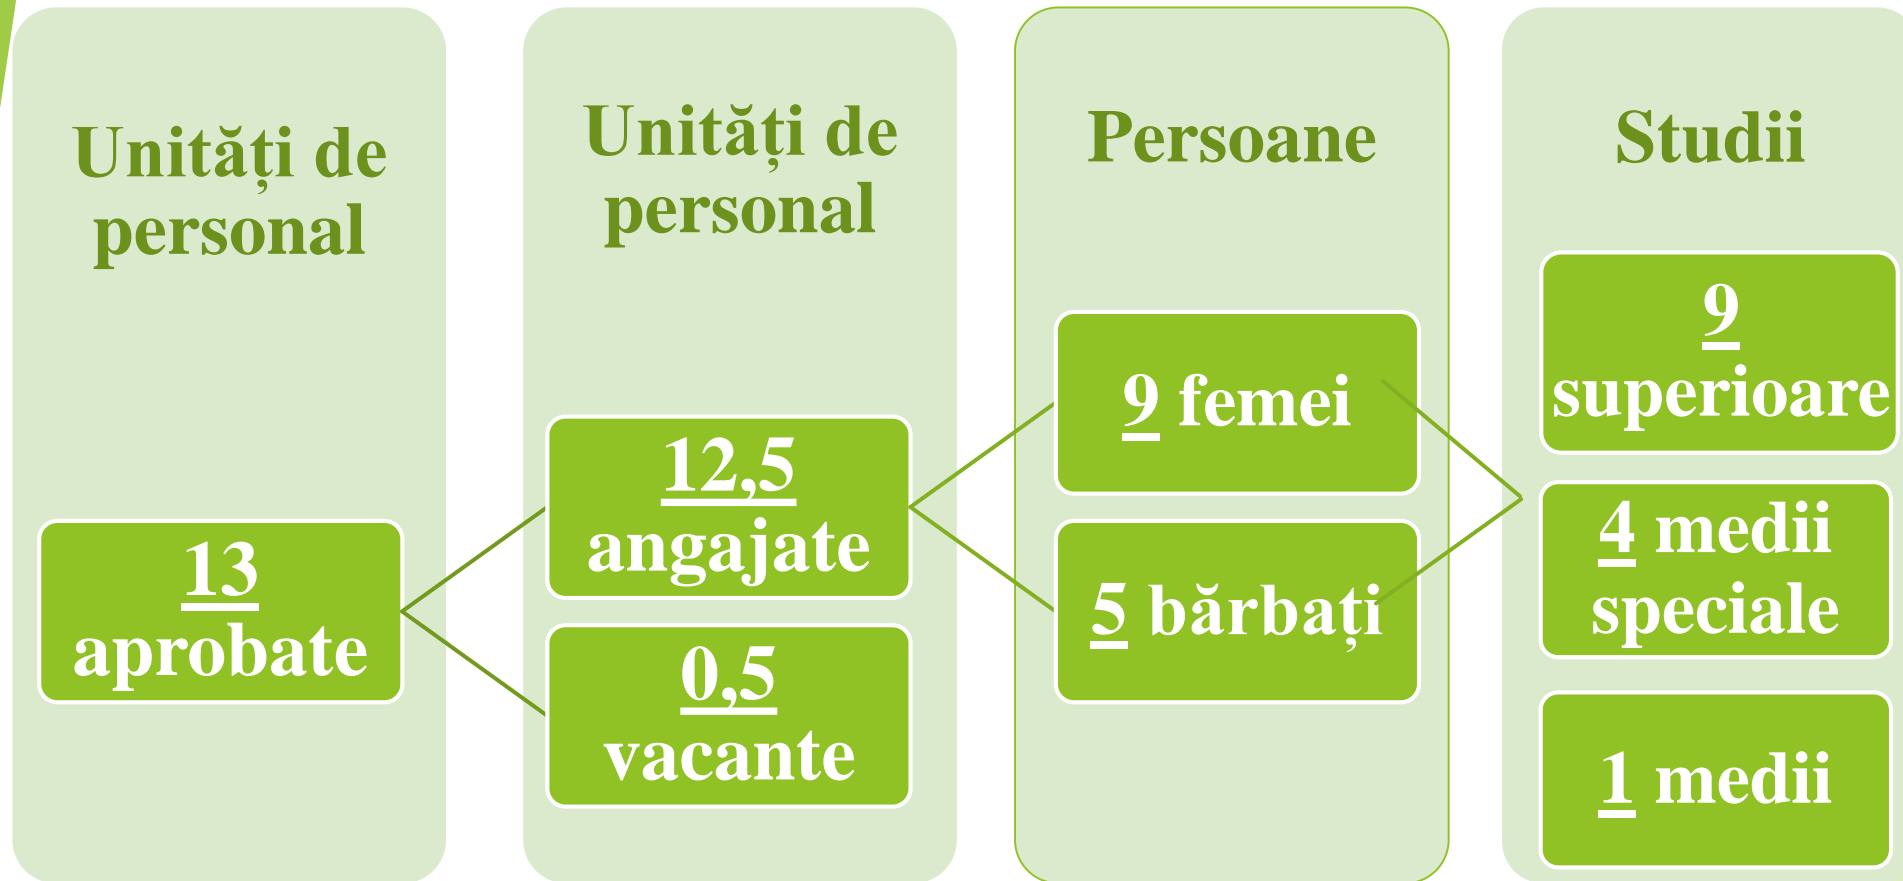 Unități de
personal
13
aprobate
Unități de
personal
12,5
angajate
0,5
vacante
Persoane
9 femei
5 bărbați
Studii
9
superioare
4 medii
speciale
1 medii